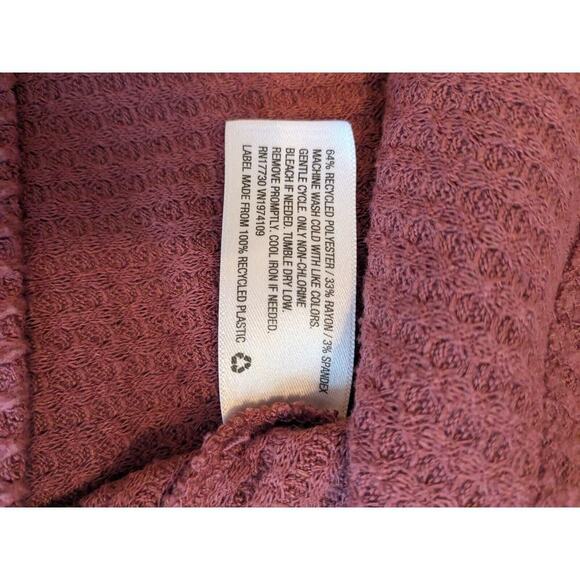 64% RECYCLED POLYESTER / 33% RAYON / 3% SPANDEX
MACHINE WASH COLD WITH LIKE COLORS.
GENTLE CYCLE. ONLY NON-CHLORINE
BLEACH IF NEEDED. TUMBLE DRY LOW.
REMOVE PROMPTLY. COOL IRON IF NEEDED.
RN17730 VN1974109
LABEL MADE FROM 100% RECYCLED PLASTIC